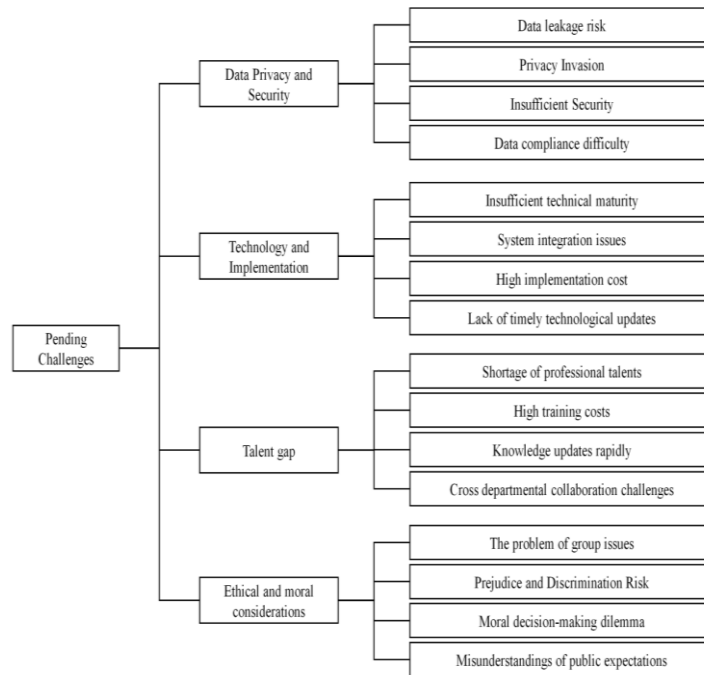 Data leakage risk
Privacy Invasion
Insufficient Security
Data compliance difficulty
Data Privacy and
Security
Insufficient technical maturity
System integration issues
High implementation cost
Lack of timely technological updates
Technology and
Implementation
Pending
Challenges
Shortage of professional talents
High training costs
Knowledge updates rapidly
Cross departmental collaboration challenges
Talent gap
The problem of group issues
Prejudice and Discrimination Risk
Moral decision-making dilemma
Misunderstandings of public expectations
Ethical and moral
considerations